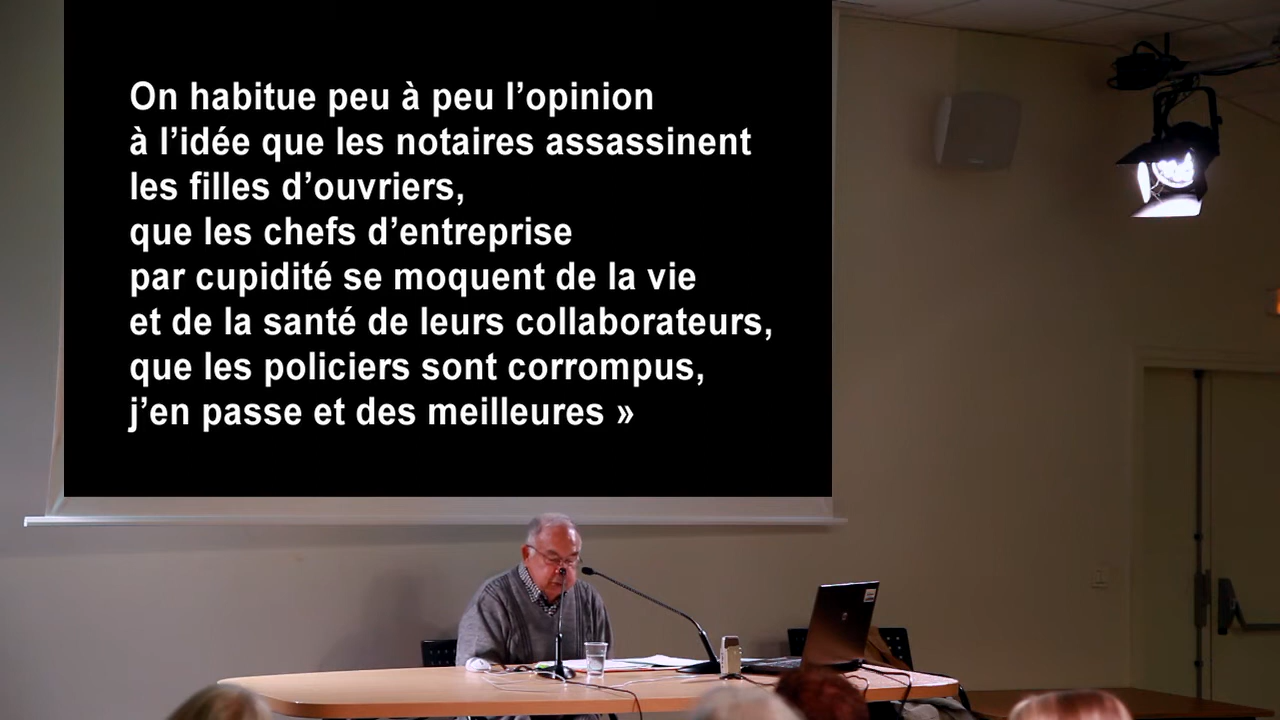 On habitue peu à peu l’opinion
à l’idée que les notaires assassinent
les filles d’ouvriers,
que les chefs d’entreprise
par cupidité se moquent de la vie
et de la santé de leurs collaborateurs,
que les policiers sont corrompus,
j’en passe et des meilleures »